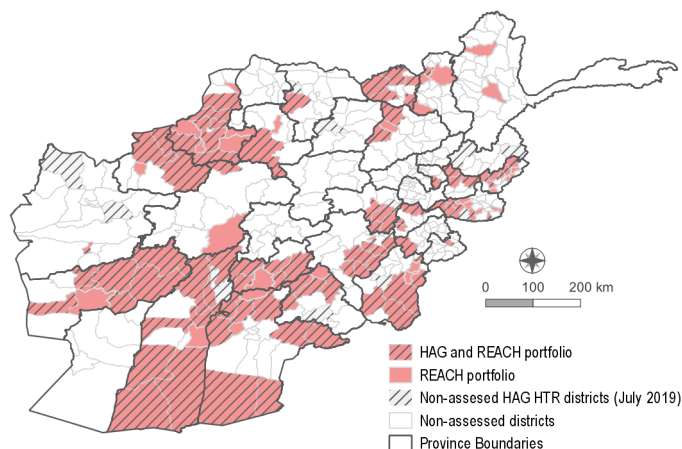 0 100 200 km
HAG and REACH portfolio
REACH portfolio
Non-assesed HAG HTR districts (July 2019)
Non-assessed districts
Province Boundaries